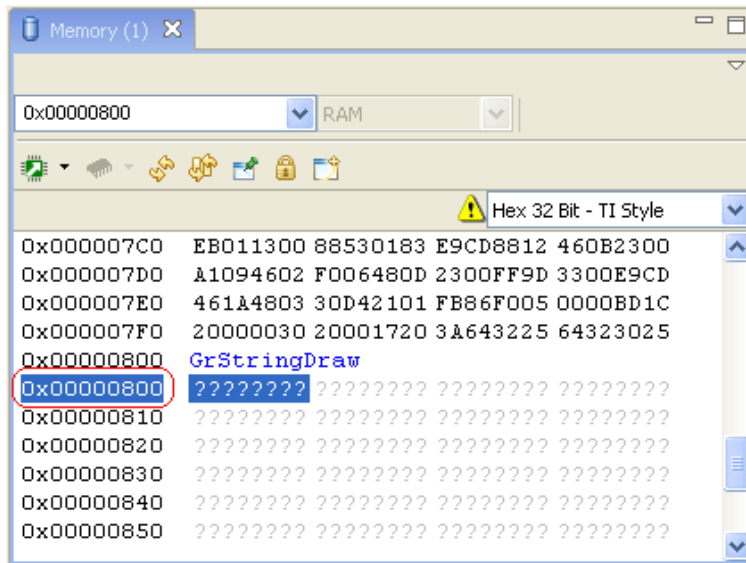 Memory (1)
0x00000800 RAM
Hex 32 Bit - TI Style
0x000007C0 EB011300 88530183 E9CD8812 460B2300
0x000007D0 A1094602 F006480D 2300FF9D 3300E9CD
0x000007E0 461A4803 30D42101 FB86F005 0000BD1C
0x000007F0 20000030 20001720 3A643225 64323025
0x00000800 GrStringDraw
0x00000800 ???????? ???????? ???????? ????????
0x00000810 ???????? ???????? ???????? ????????
0x00000820 ???????? ???????? ???????? ????????
0x00000830 ???????? ???????? ???????? ????????
0x00000840 ???????? ???????? ???????? ????????
0x00000850 ???????? ???????? ???????? ????????